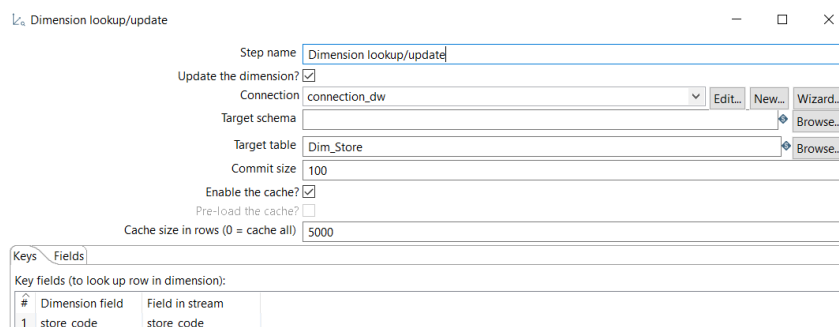 Dimension lookup/update
Step name Dimension lookup/update
Update the dimension?
Connection connection_dw Edit... New... Wizard..
Target schema Browse..
Target table Dim_Store Browse..
Commit size 100
Enable the cache?
Pre-load the cache?
Cache size in rows (0 = cache all) 5000
Keys Fields
Key fields (to look up row in dimension):
# Dimension field Field in stream
1 store_code store_code